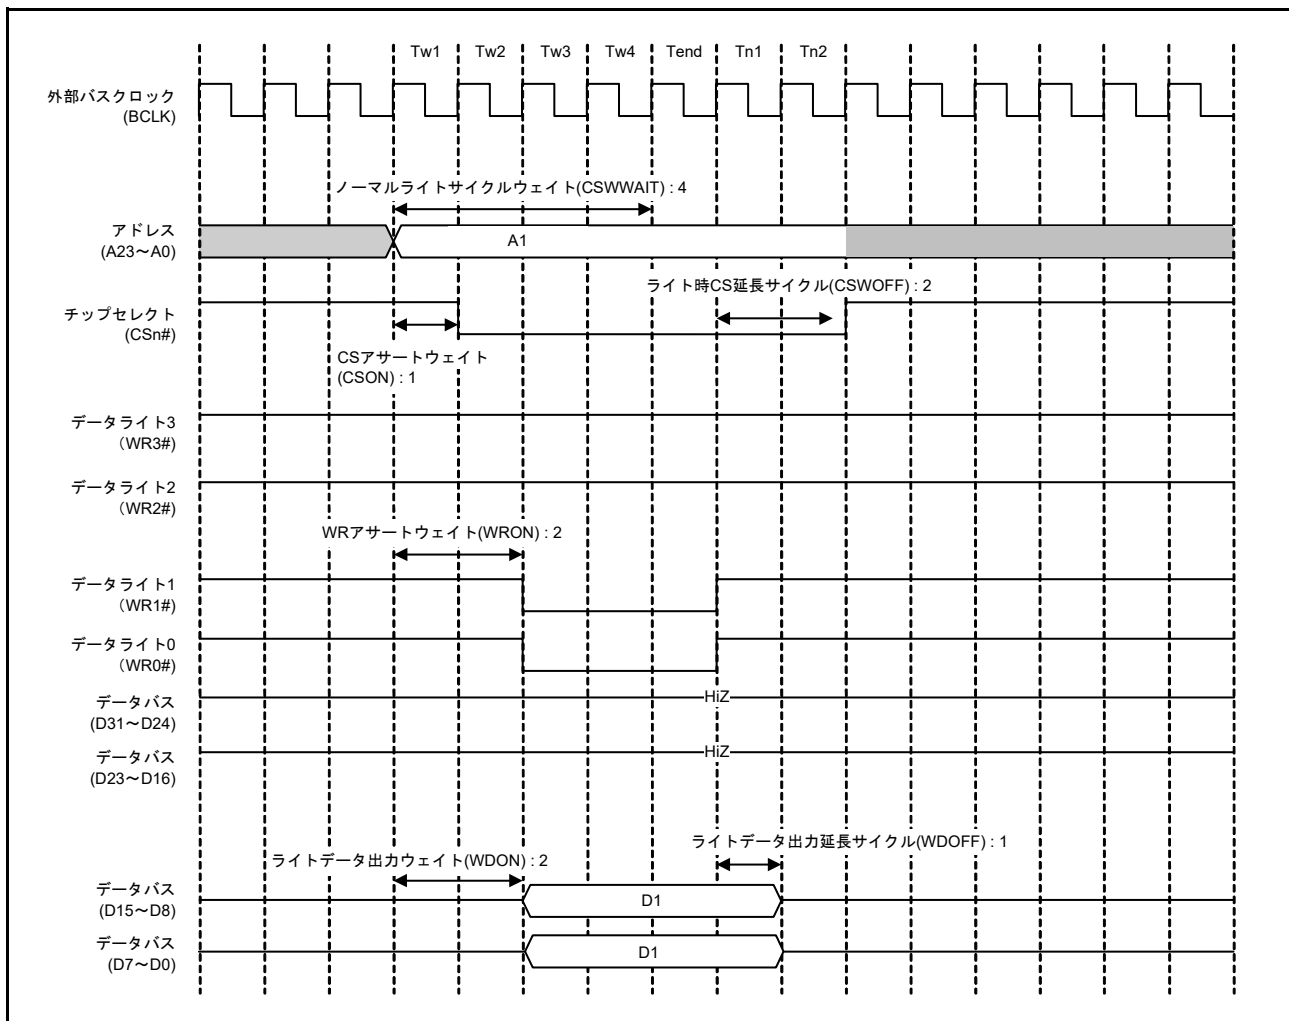 Tw1 Tw2 Tw3 Tw4 Tend Tn1 Tn2
外部バスクロック
(BCLK)
ノーマルライトサイクルウェイト(CSWWAIT) : 4
アドレス
(A23～A0)
A1
ライト時CS延長サイクル(CSWOFF) : 2
チップセレクト
(CSn#)
CSアサートウェイト
(CSON) : 1
データライト3
（WR3#)
データライト2
（WR2#)
WRアサートウェイト(WRON) : 2
データライト1
（WR1#)
データライト0
（WR0#)
データバス
(D31～D24)
HiZ
データバス
(D23～D16)
HiZ
ライトデータ出力延長サイクル(WDOFF) : 1
ライトデータ出力ウェイト(WDON) : 2
データバス
(D15～D8)
D1
データバス
(D7～D0)
D1